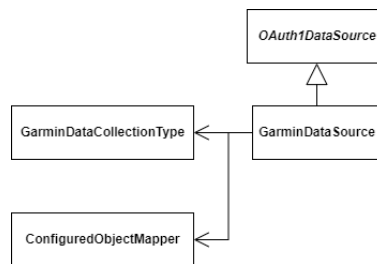 OAuth1DataSource
GarminDataCollectionType
GarminDataSource
ConfiguredObjectMapper